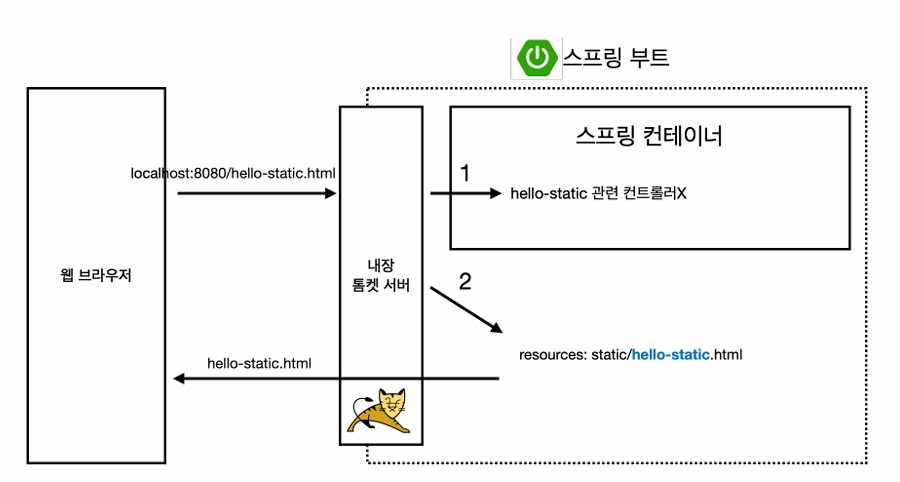 스프링 부트
스프링 컨테이너
localhost:8080/hello-static.html
1
hello-static 관련 컨트롤러X
웹 브라우저
내장
톰켓 서버
2
resources: static/hello-static.html
hello-static.html